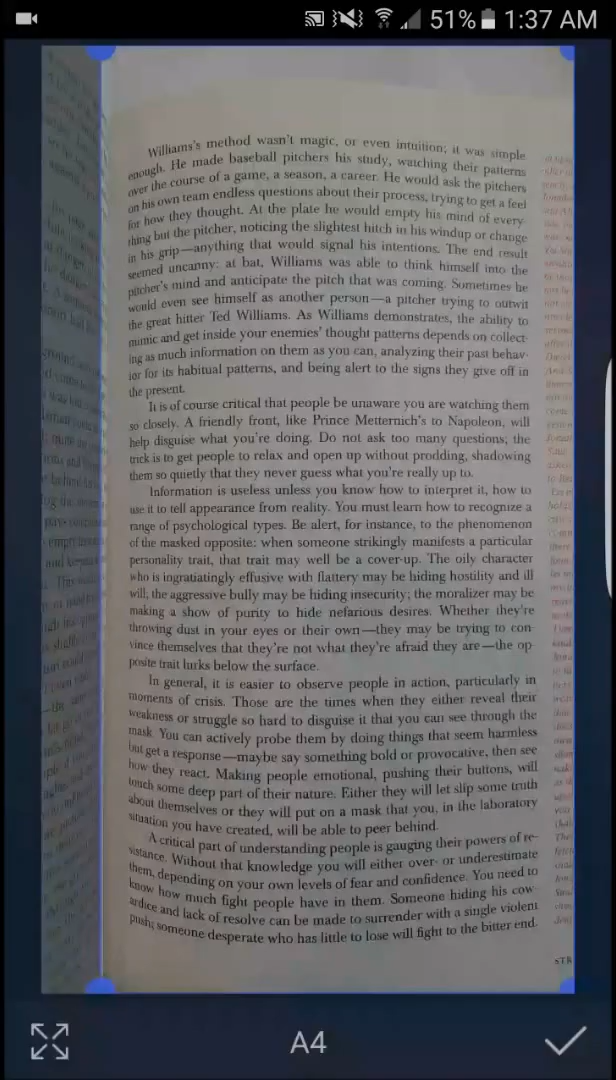 51% 1:37 AM
Williams's method wasn't magic, or even intuition; it was simple
enough. He made baseball pitchers his study, watching their patterns
over the course of a game, a season, a career. He would ask the pitchers
on his own team endless questions about their process, trying to get a feel
for how they thought. At the plate he would empty his mind of every-
thing but the pitcher, noticing the slightest hitch in his windup or change
in his grip—anything that would signal his intentions. The end result
seemed uncanny: at bat, Williams was able to think himself into the
pitcher's mind and anticipate the pitch that was coming. Sometimes he
would even see himself as another person—a pitcher trying to outwit
the great hitter Ted Williams. As Williams demonstrates, the ability to
mimic and get inside your enemies' thought patterns depends on collect-
ing as much information on them as you can, analyzing their past behav-
ior for its habitual patterns, and being alert to the signs they give off in
the present.
It is of course critical that people be unaware you are watching them
so closely. A friendly front, like Prince Metternich's to Napoleon, will
help disguise what you're doing. Do not ask too many questions; the
trick is to get people to relax and open up without prodding, shadowing
them so quietly that they never guess what you're really up to.
Information is useless unless you know how to interpret it, how to
use it to tell appearance from reality. You must learn how to recognize a
range of psychological types. Be alert, for instance, to the phenomenon
of the masked opposite: when someone strikingly manifests a particular
personality trait, that trait may well be a cover-up. The oily character
who is ingratiatingly effusive with flattery may be hiding hostility and ill
will; the aggressive bully may be hiding insecurity; the moralizer may be
making a show of purity to hide nefarious desires. Whether they're
throwing dust in your eyes or their own—they may be trying to con-
vince themselves that they're not what they're afraid they are—the op-
posite trait lurks below the surface.
In general, it is easier to observe people in action, particularly in
moments of crisis. Those are the times when they either reveal their
weakness or struggle so hard to disguise it that you can see through the
mask. You can actively probe them by doing things that seem harmless
but get a response—maybe say something bold or provocative, then see
how they react. Making people emotional, pushing their buttons, will
touch some deep part of their nature. Either they will let slip some truth
about themselves or they will put on a mask that you, in the laboratory
situation you have created, will be able to peer behind.
A critical part of understanding people is gauging their powers of re-
sistance. Without that knowledge you will either over- or underestimate
them, depending on your own levels of fear and confidence. You need to
know how much fight people have in them. Someone hiding his cow-
ardice and lack of resolve can be made to surrender with a single violent
push; someone desperate who has little to lose will fight to the bitter end.
STR
A4